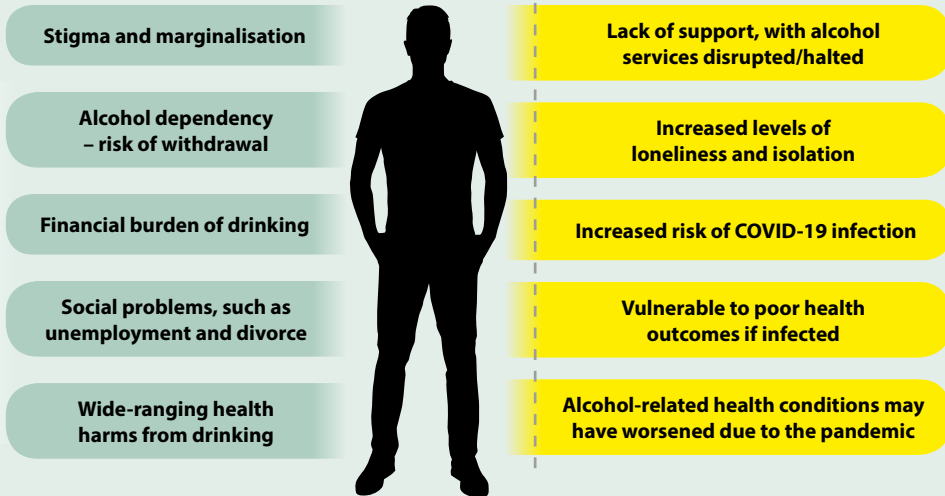 Stigma and marginalisation
Alcohol dependency
– risk of withdrawal
Financial burden of drinking
Social problems, such as
unemployment and divorce
Wide-ranging health
harms from drinking
Lack of support, with alcohol
services disrupted/halted
Increased levels of
loneliness and isolation
Increased risk of COVID-19 infection
Vulnerable to poor health
outcomes if infected
Alcohol-related health conditions may
have worsened due to the pandemic